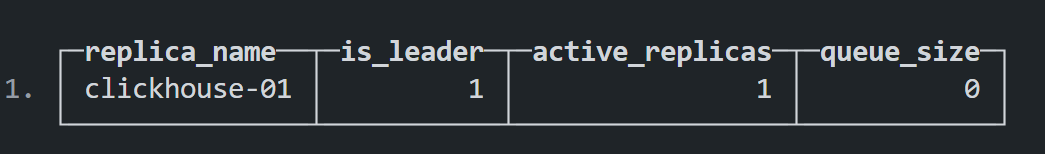 replica_name is_leader active_replicas queue_size
1. clickhouse-01 1 1 0